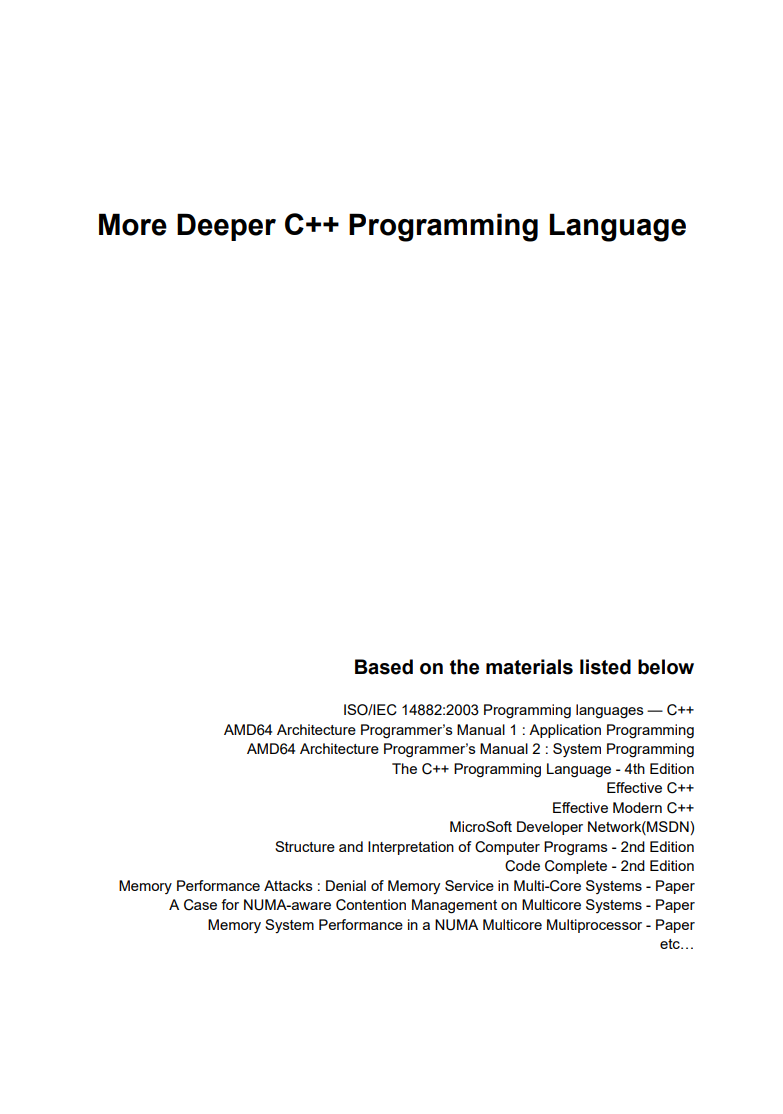 More Deeper C++ Programming Language
Based on the materials listed below
ISO/IEC 14882:2003 Programming languages — C++
AMD64 Architecture Programmer’s Manual 1 : Application Programming
AMD64 Architecture Programmer’s Manual 2 : System Programming
The C++ Programming Language - 4th Edition
Effective C++
Effective Modern C++
MicroSoft Developer Network(MSDN)
Structure and Interpretation of Computer Programs - 2nd Edition
Code Complete - 2nd Edition
Memory Performance Attacks : Denial of Memory Service in Multi-Core Systems - Paper
A Case for NUMA-aware Contention Management on Multicore Systems - Paper
Memory System Performance in a NUMA Multicore Multiprocessor - Paper
etc…